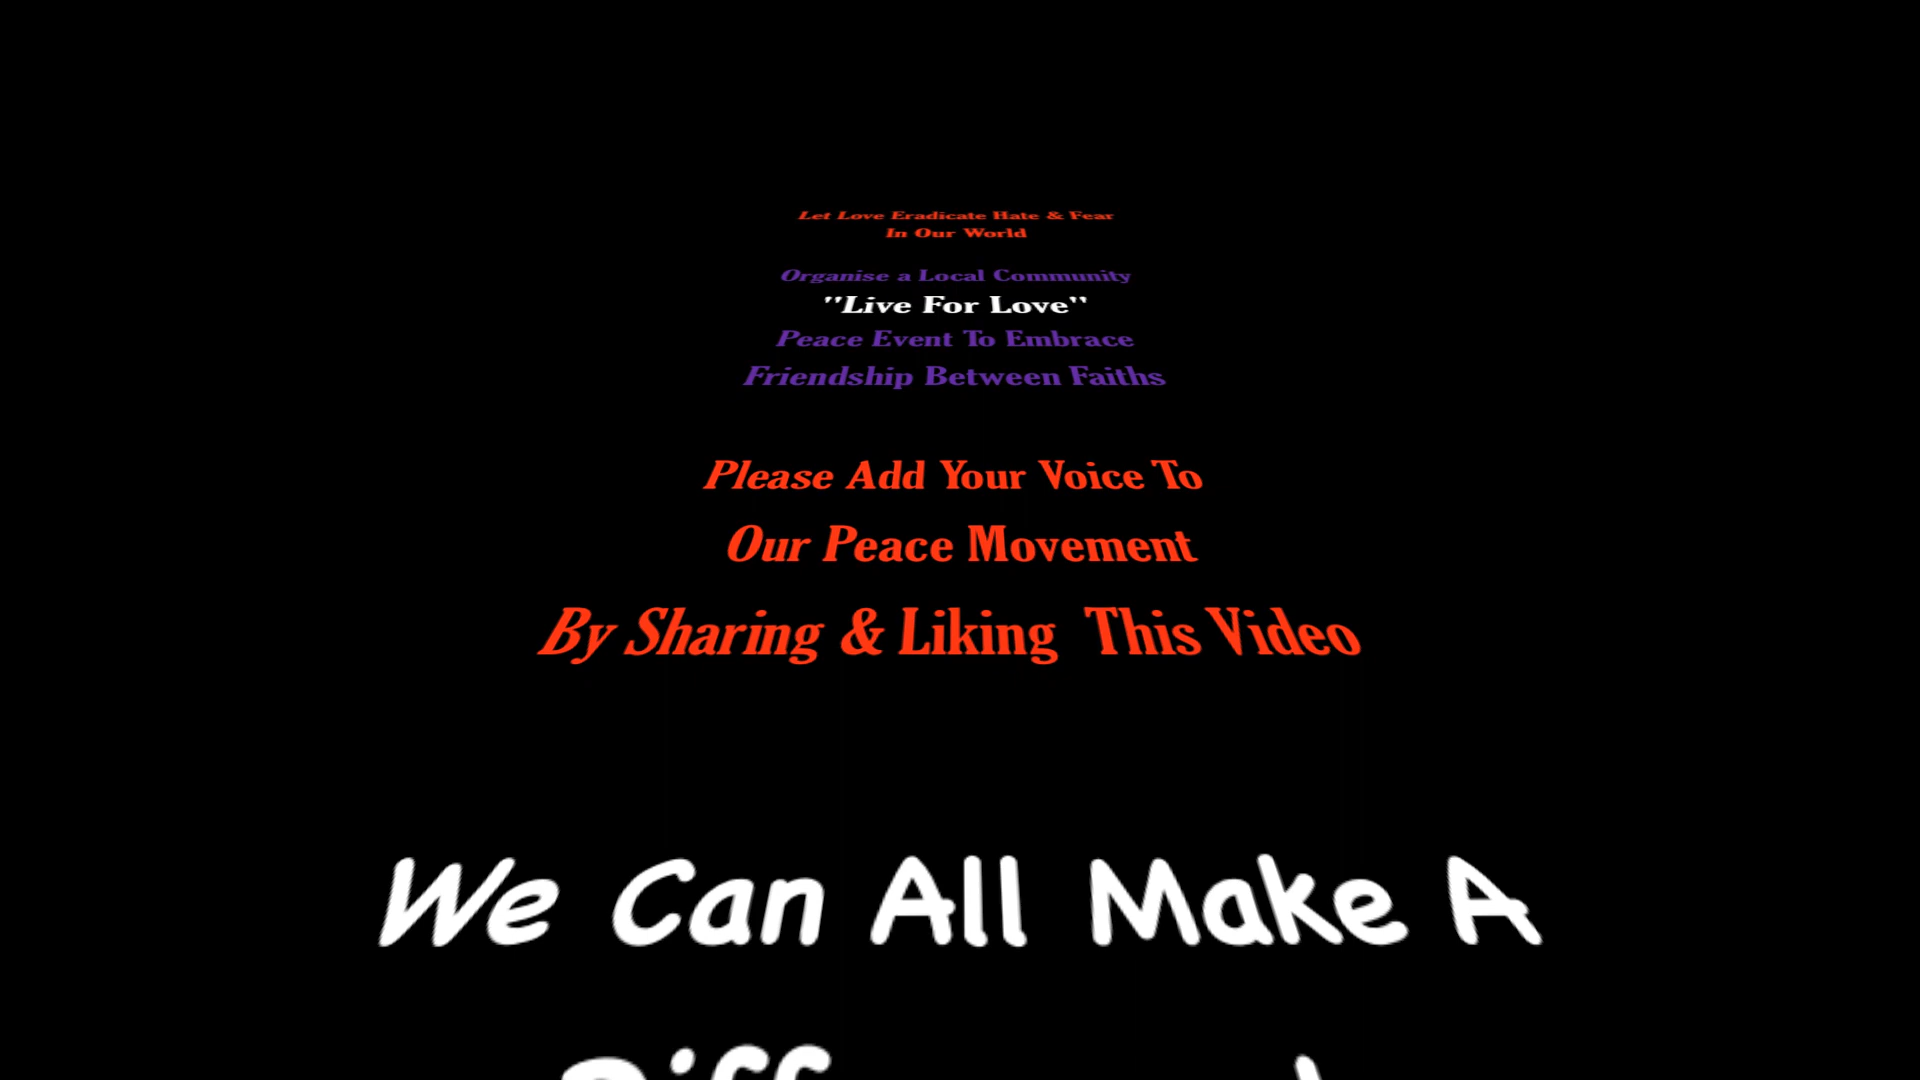 Let Love Eradicate Hate & Fear
In Our World
Organise a Local Community
"Live For Love"
Peace Event To Embrace
Friendship Between Faiths
Please Add Your Voice To
Our Peace Movement
By Sharing & Liking This Video
We Can All Make A